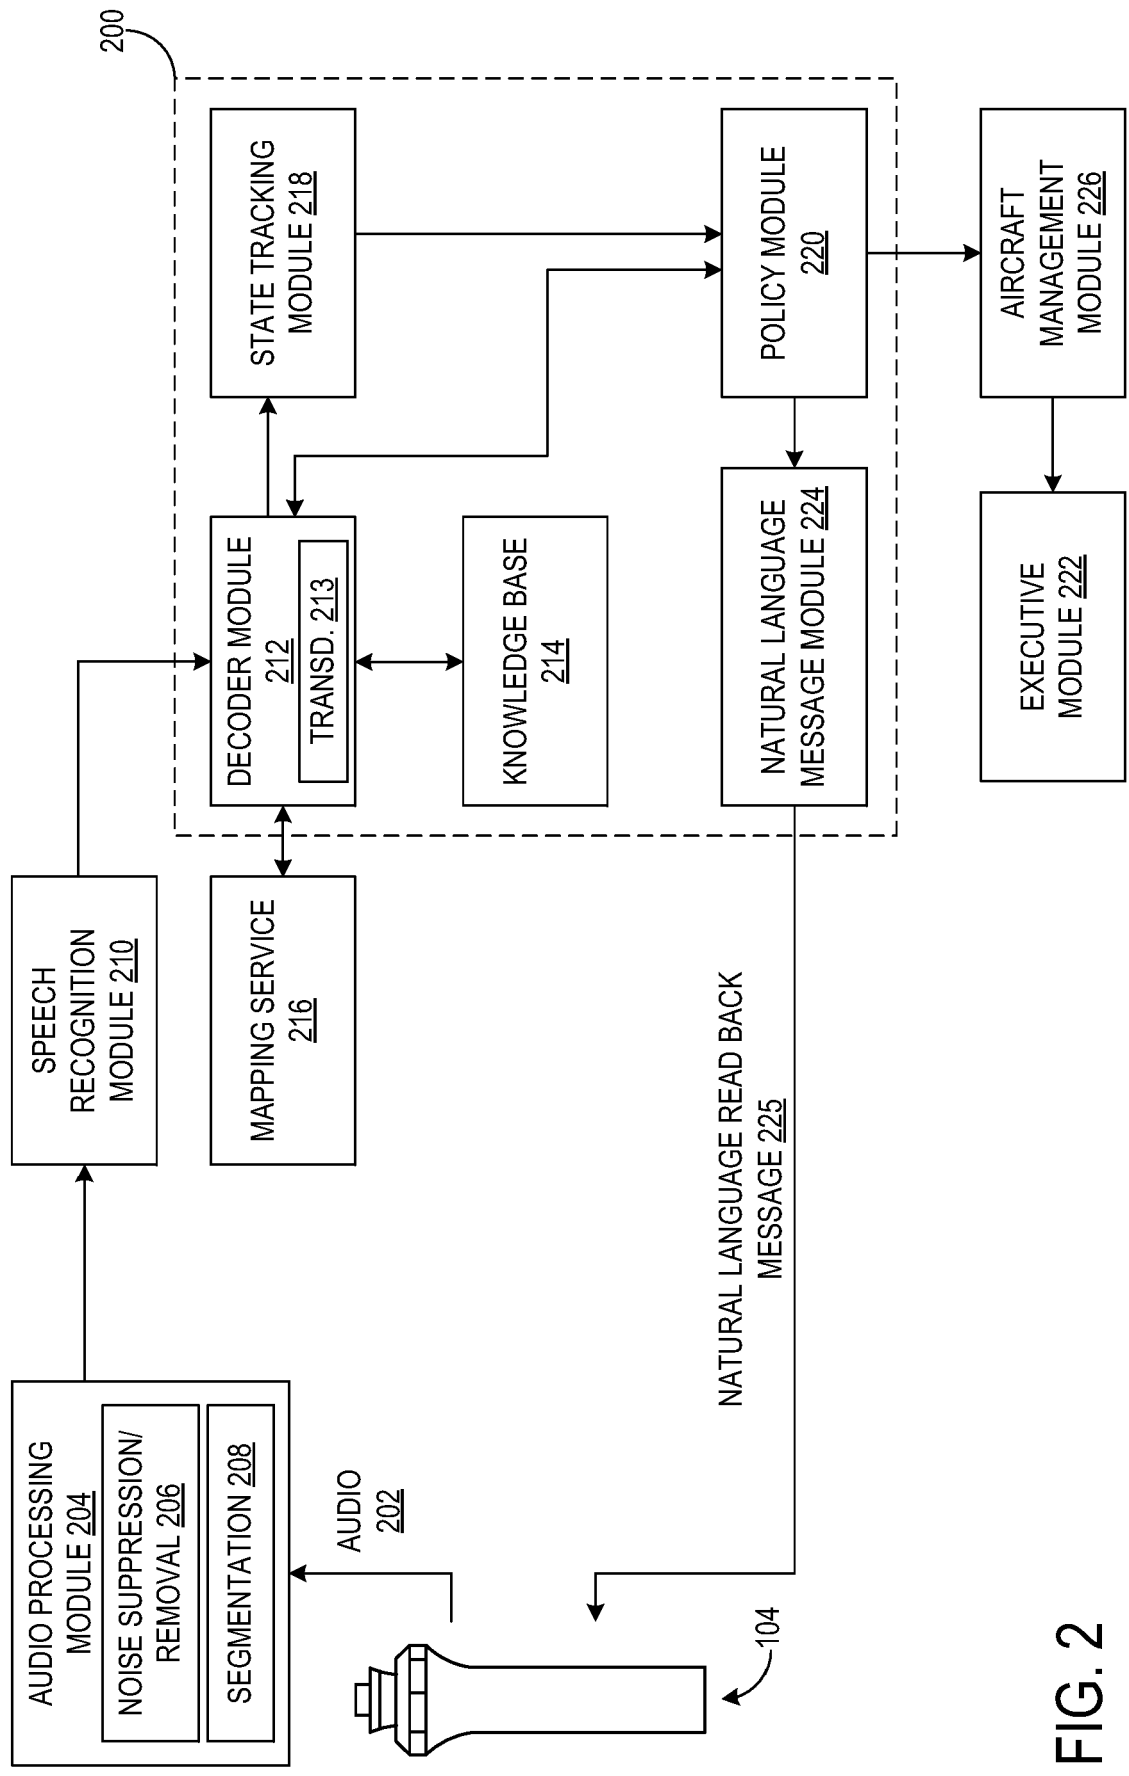 AUDIO PROCESSING
MODULE 204
NOISE SUPPRESSION/
REMOVAL 206
SEGMENTATION 208
AUDIO
202
104
SPEECH
RECOGNITION
MODULE 210
MAPPING SERVICE
216
200
DECODER MODULE
212
TRANSD. 213
STATE TRACKING
MODULE 218
KNOWLEDGE BASE
214
POLICY MODULE
220
NATURAL LANGUAGE
MESSAGE MODULE 224
NATURAL LANGUAGE READ BACK
MESSAGE 225
AIRCRAFT
MANAGEMENT
MODULE 226
EXECUTIVE
MODULE 222
FIG. 2